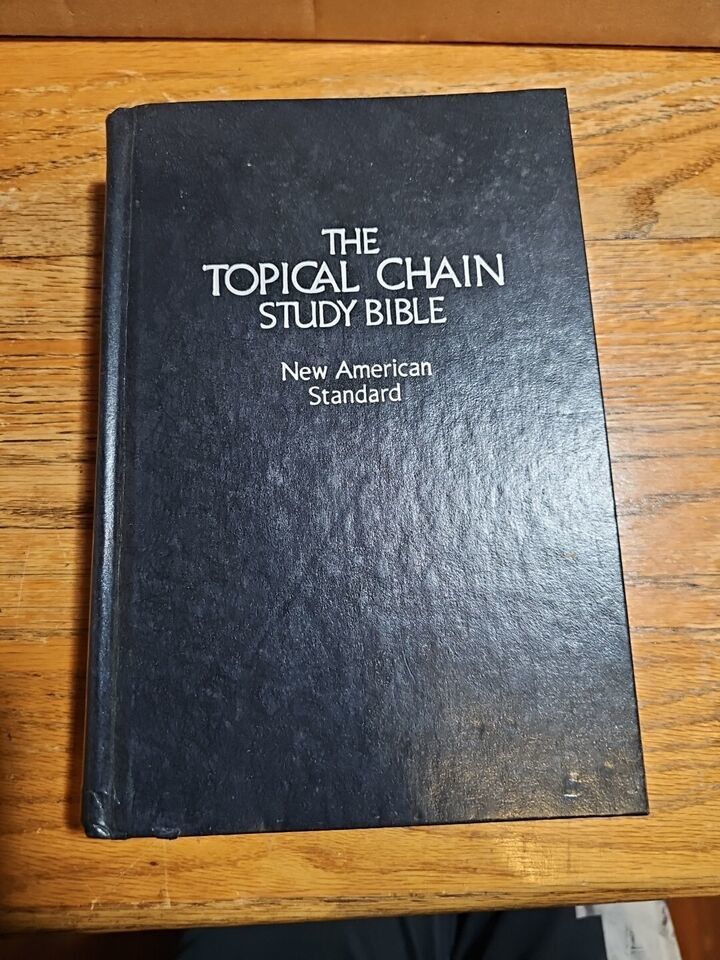 THE
TOPICAL CHAIN
STUDY BIBLE
New American
Standard